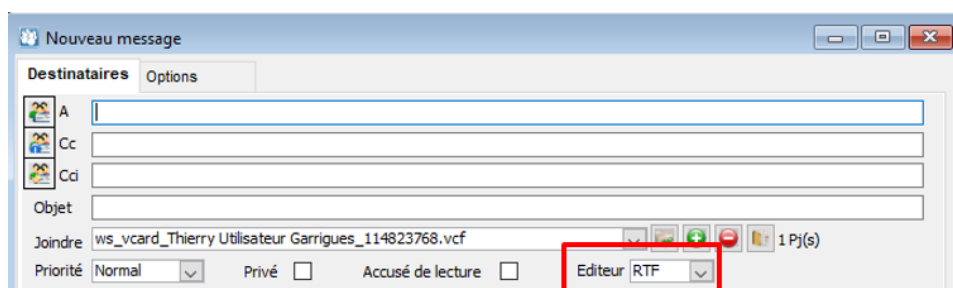 Nouveau message
Destinataires Options
A
Cc
Cci
Objet
Joindre ws_vcard_Thierry Utilisateur Garrigues_114823768.vcf 1 Pj(s)
Priorité Normal Privé Accusé de lecture Editeur RTF